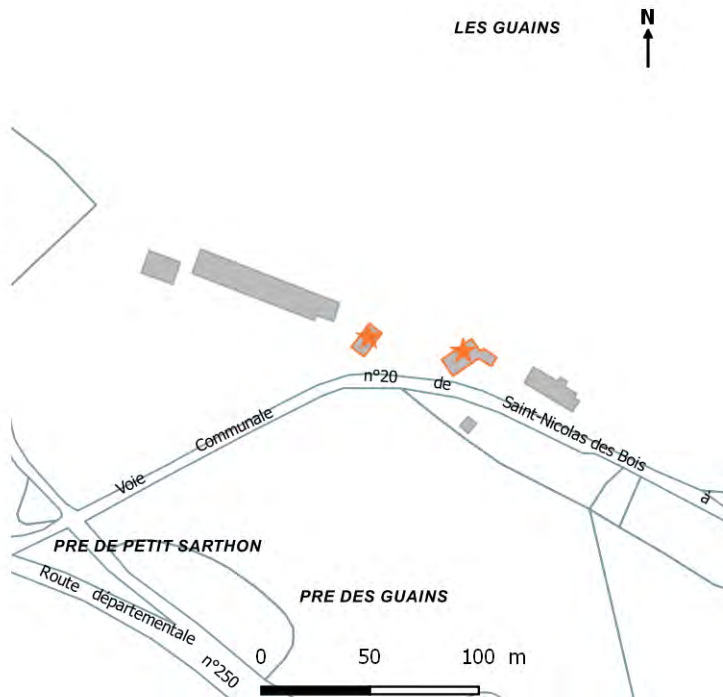 LES GUAINS
N
Voie Communale n°20 de Saint-Nicolas des Bois à
PRE DE PETIT SARTHON
Route départementale n°250
PRE DES GUAINS
0 50 100 m